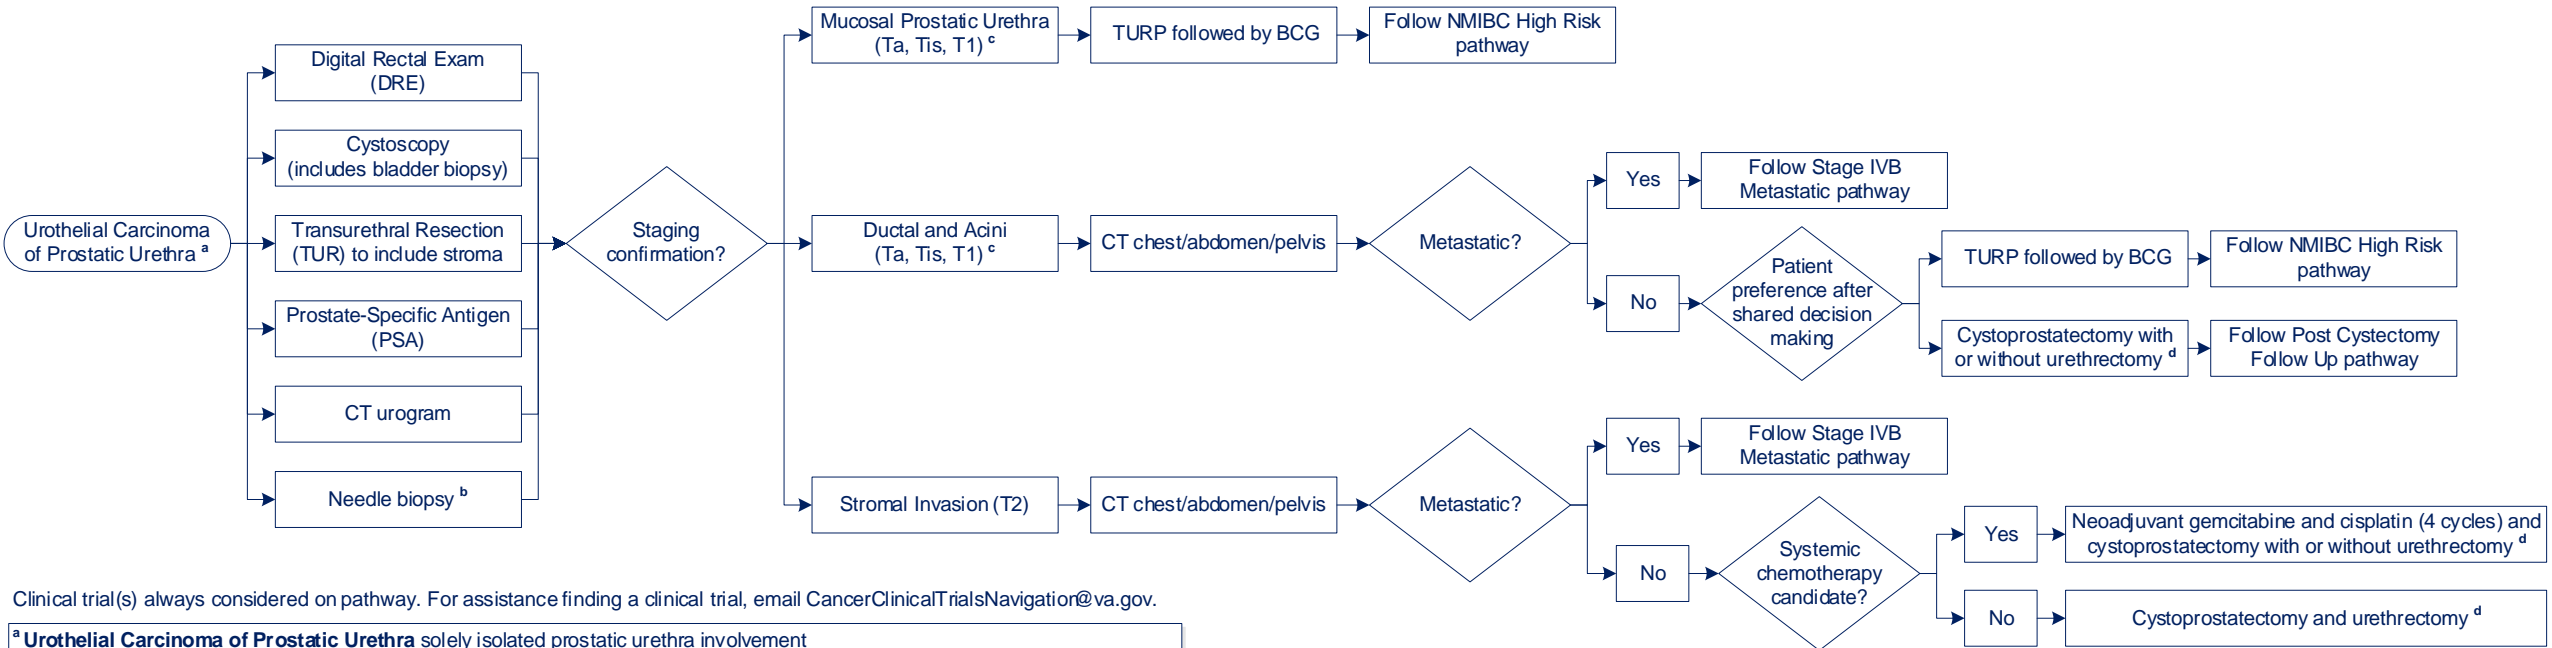 Urothelial Carcinoma
of Prostatic Urethra a
Digital Rectal Exam
(DRE)
Cystoscopy
(includes bladder biopsy)
Transurethral Resection
(TUR) to include stroma
Prostate-Specific Antigen
(PSA)
CT urogram
Needle biopsy b
Staging
confirmation?
Mucosal Prostatic Urethra
(Ta, Tis, T1) c
TURP followed by BCG
Follow NMIBC High Risk
pathway
Ductal and Acini
(Ta, Tis, T1) c
CT chest/abdomen/pelvis
Metastatic?
Yes
Follow Stage IVB
Metastatic pathway
No
Patient
preference after
shared decision
making
TURP followed by BCG
Follow NMIBC High Risk
pathway
Cystoprostatectomy with
or without urethrectomy d
Follow Post Cystectomy
Follow Up pathway
Stromal Invasion (T2)
CT chest/abdomen/pelvis
Metastatic?
Yes
Follow Stage IVB
Metastatic pathway
No
Systemic
chemotherapy
candidate?
Yes
Neoadjuvant gemcitabine and cisplatin (4 cycles) and
cystoprostatectomy with or without urethrectomy d
No
Cystoprostatectomy and urethrectomy d
Clinical trial(s) always considered on pathway. For assistance finding a clinical trial, email CancerClinicalTrialsNavigation@va.gov.
a Urothelial Carcinoma of Prostatic Urethra solely isolated prostatic urethra involvement